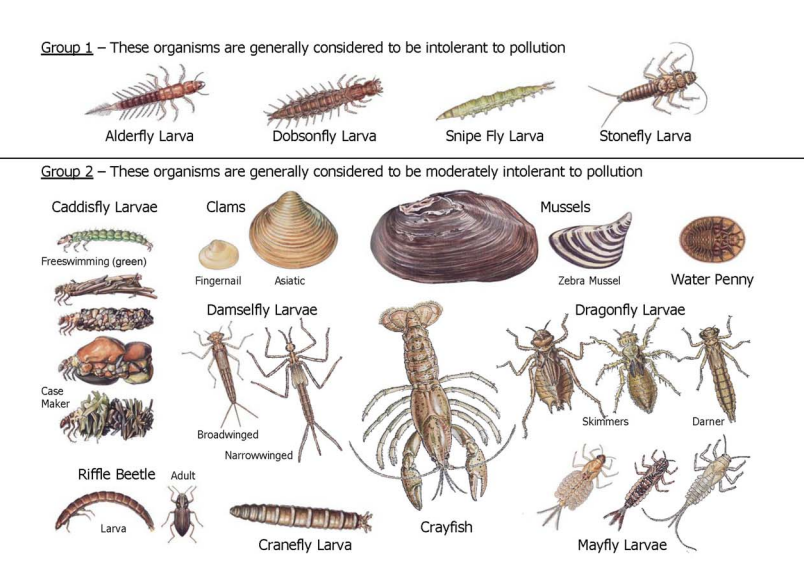 Group 1 – These organisms are generally considered to be intolerant to pollution
Alderfly Larva
Dobsonfly Larva
Snipe Fly Larva
Stonefly Larva
Group 2 – These organisms are generally considered to be moderately intolerant to pollution
Caddisfly Larvae
Freeswimming (green)
Case
Maker
Clams
Fingernail
Asiatic
Mussels
Zebra Mussel
Water Penny
Damselfly Larvae
Broadwinged
Narrowwinged
Dragonfly Larvae
Skimmers
Darner
Riffle Beetle
Adult
Larva
Cranefly Larva
Crayfish
Mayfly Larvae